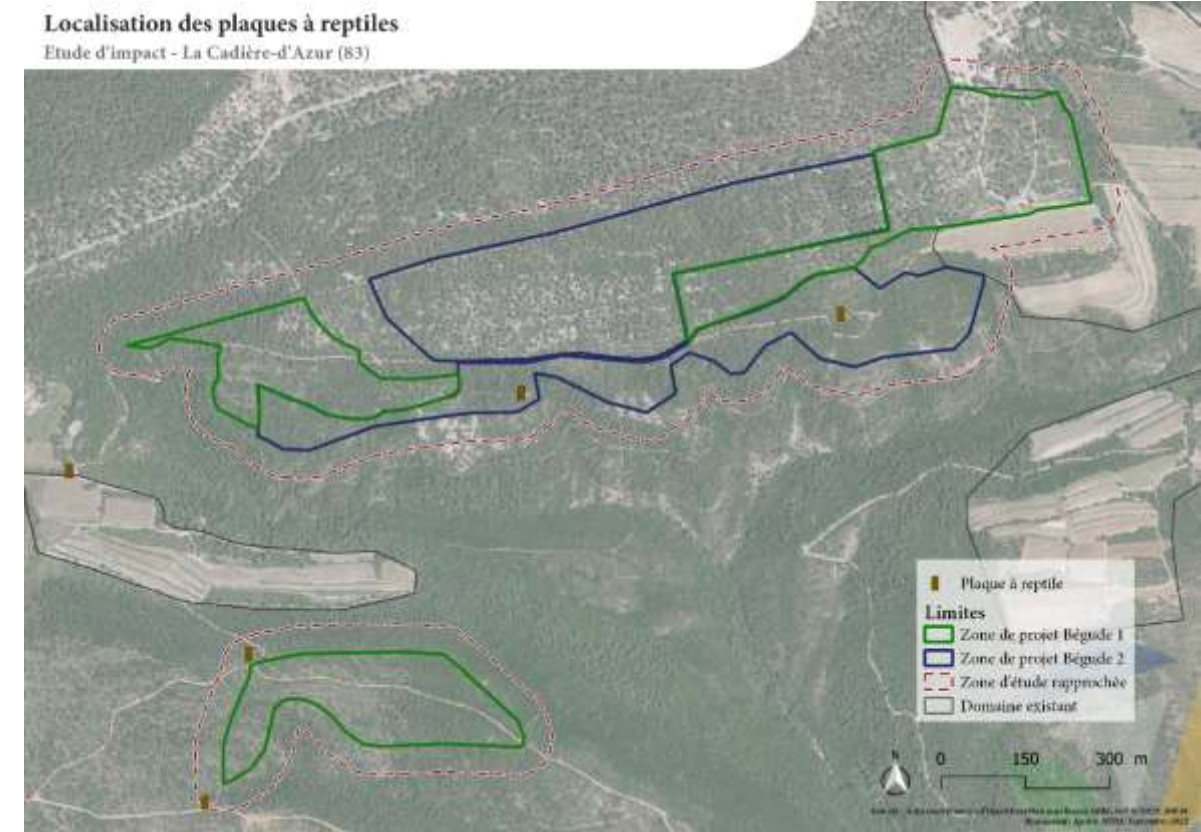 Localisation des plaques à reptiles
Etude d'impact - La Cadière-d'Azur (83)
Plaque à reptile
Limites
Zone de projet Bégude 1
Zone de projet Bégude 2
Zone d'étude rapprochée
Domaine existant
N
0 150 300 m